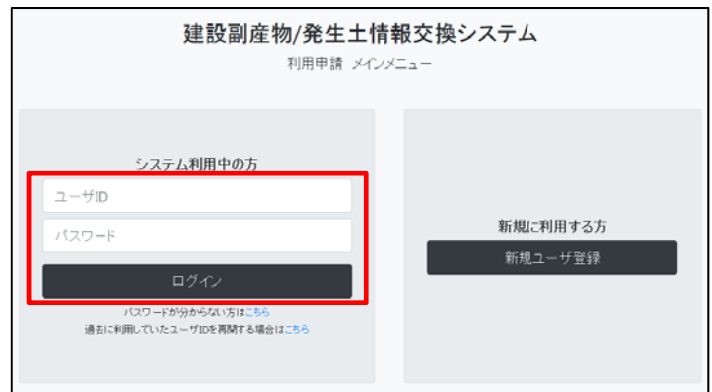 建設副産物/発生土情報交換システム
利用申請 メインメニュー
システム利用中の方
ユーザID
パスワード
ログイン
パスワードが分からない方はこちら
過去に利用していたユーザIDを再開する場合はこちら
新規に利用する方
新規ユーザ登録